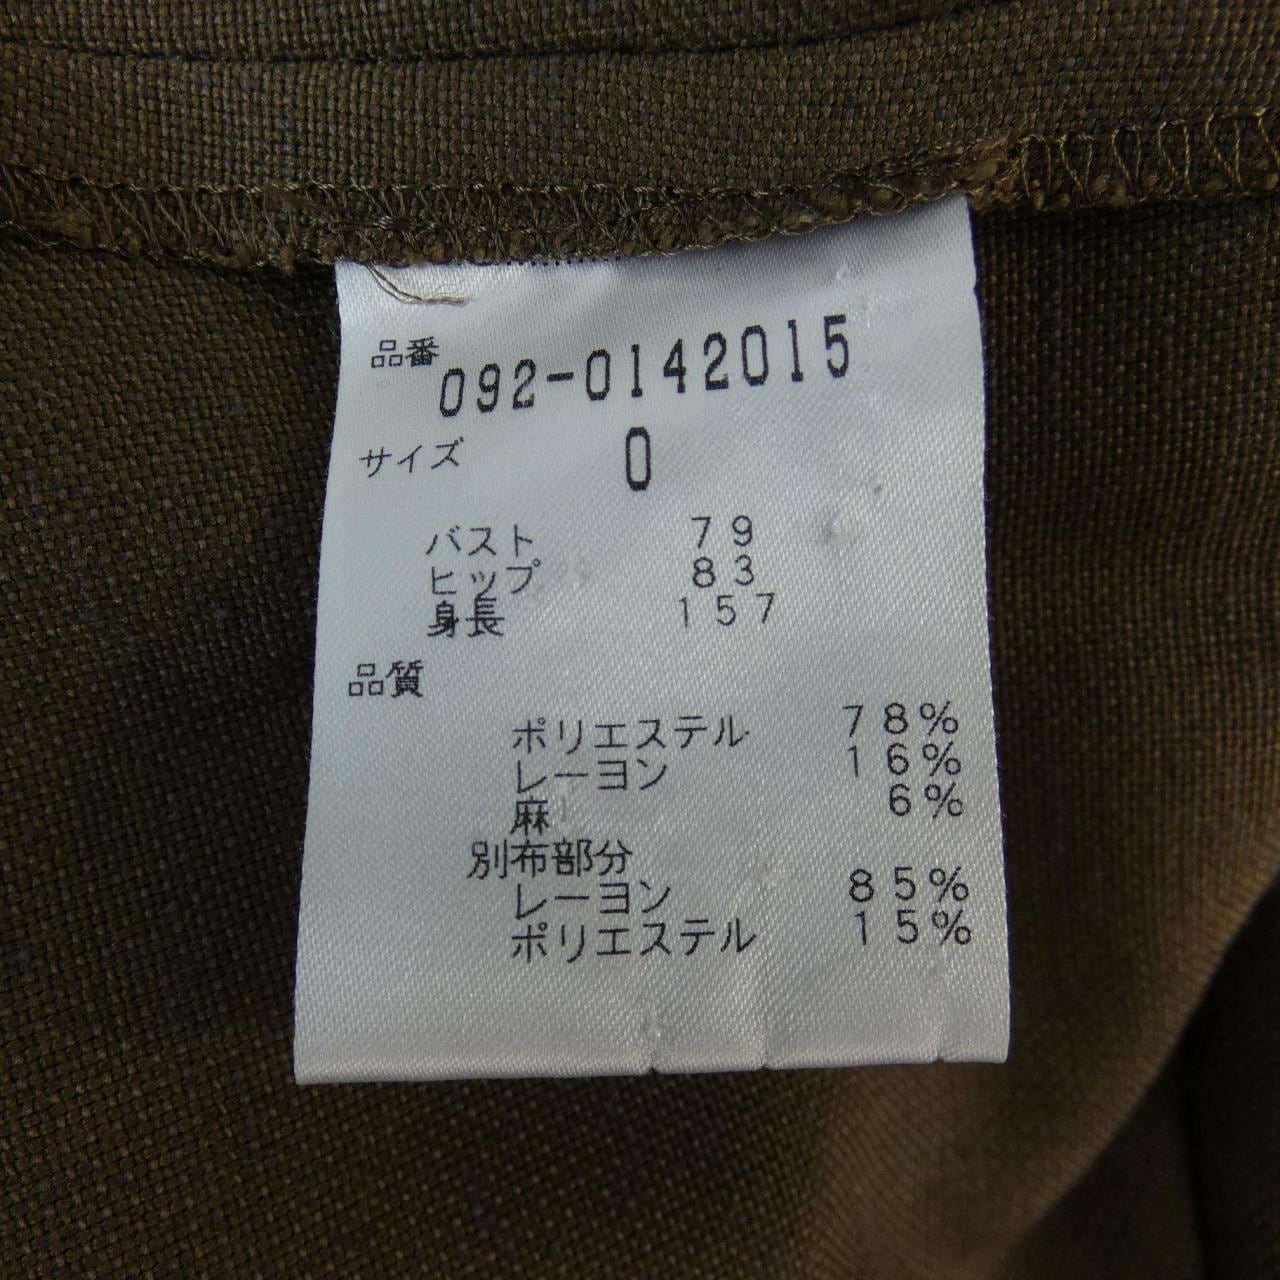 品番 092-0142015
サイズ 0
バスト 79
ヒップ 83
身長 157
品質
ポリエステル 78%
レーヨン 16%
麻 6%
別布部分
レーヨン 85%
ポリエステル 15%